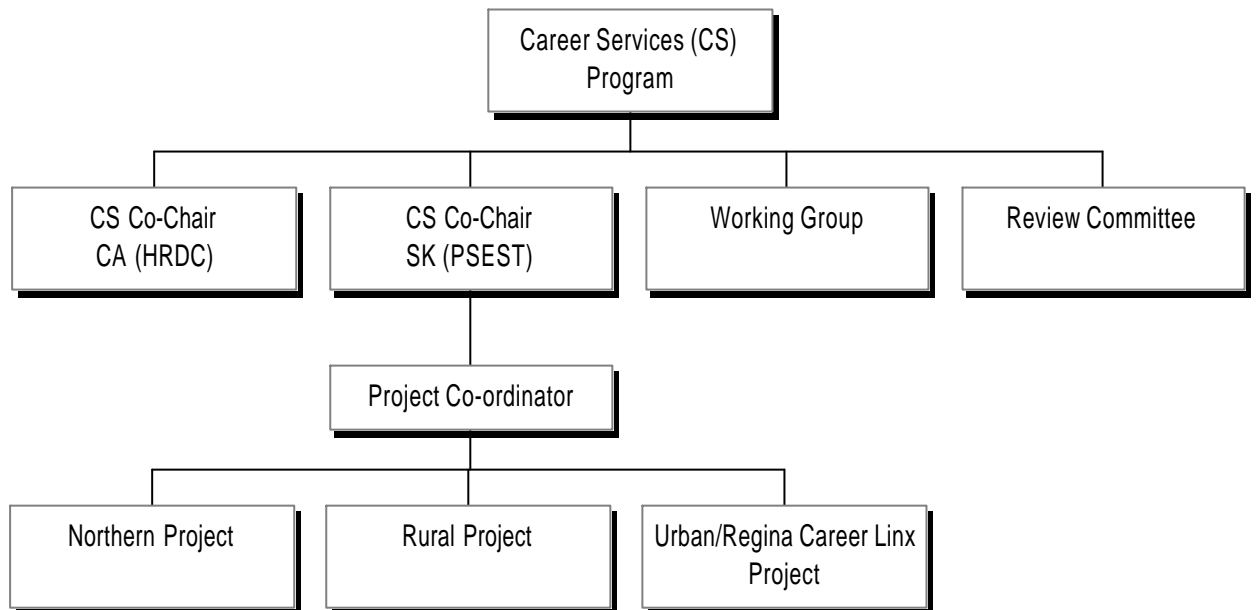 Career Services (CS)
Program
CS Co-Chair
CA (HRDC)
CS Co-Chair
SK (PSEST)
Working Group
Review Committee
Project Co-ordinator
Northern Project
Rural Project
Urban/Regina Career Linx
Project